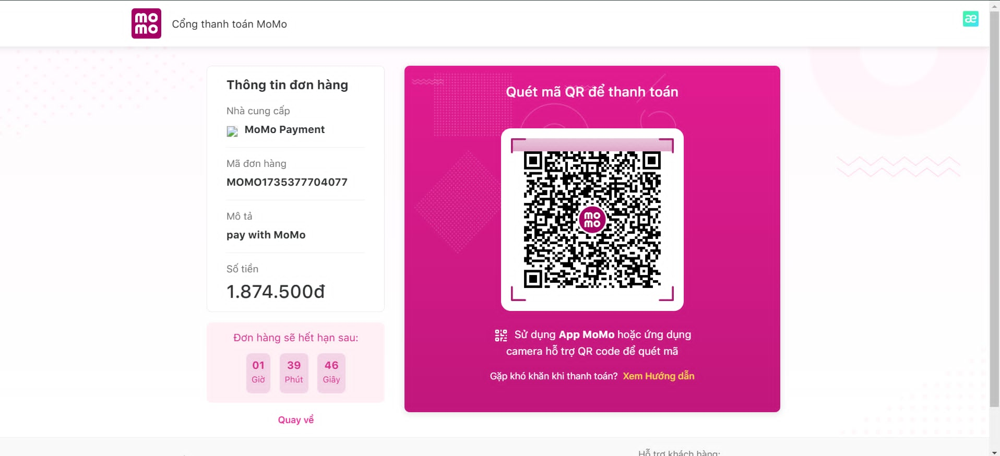 mo
mo
Cổng thanh toán MoMo
æ
Thông tin đơn hàng
Nhà cung cấp
MoMo Payment
Mã đơn hàng
MOMO1735377704077
Mô tả
pay with MoMo
Số tiền
1.874.500đ
Đơn hàng sẽ hết hạn sau:
01 39 46
Giờ Phút Giây
Quay về
Quét mã QR để thanh toán
mo
mo
Sử dụng App MoMo hoặc ứng dụng
camera hỗ trợ QR code để quét mã
Gặp khó khăn khi thanh toán? Xem Hướng dẫn
Hỗ trợ khách hàng: